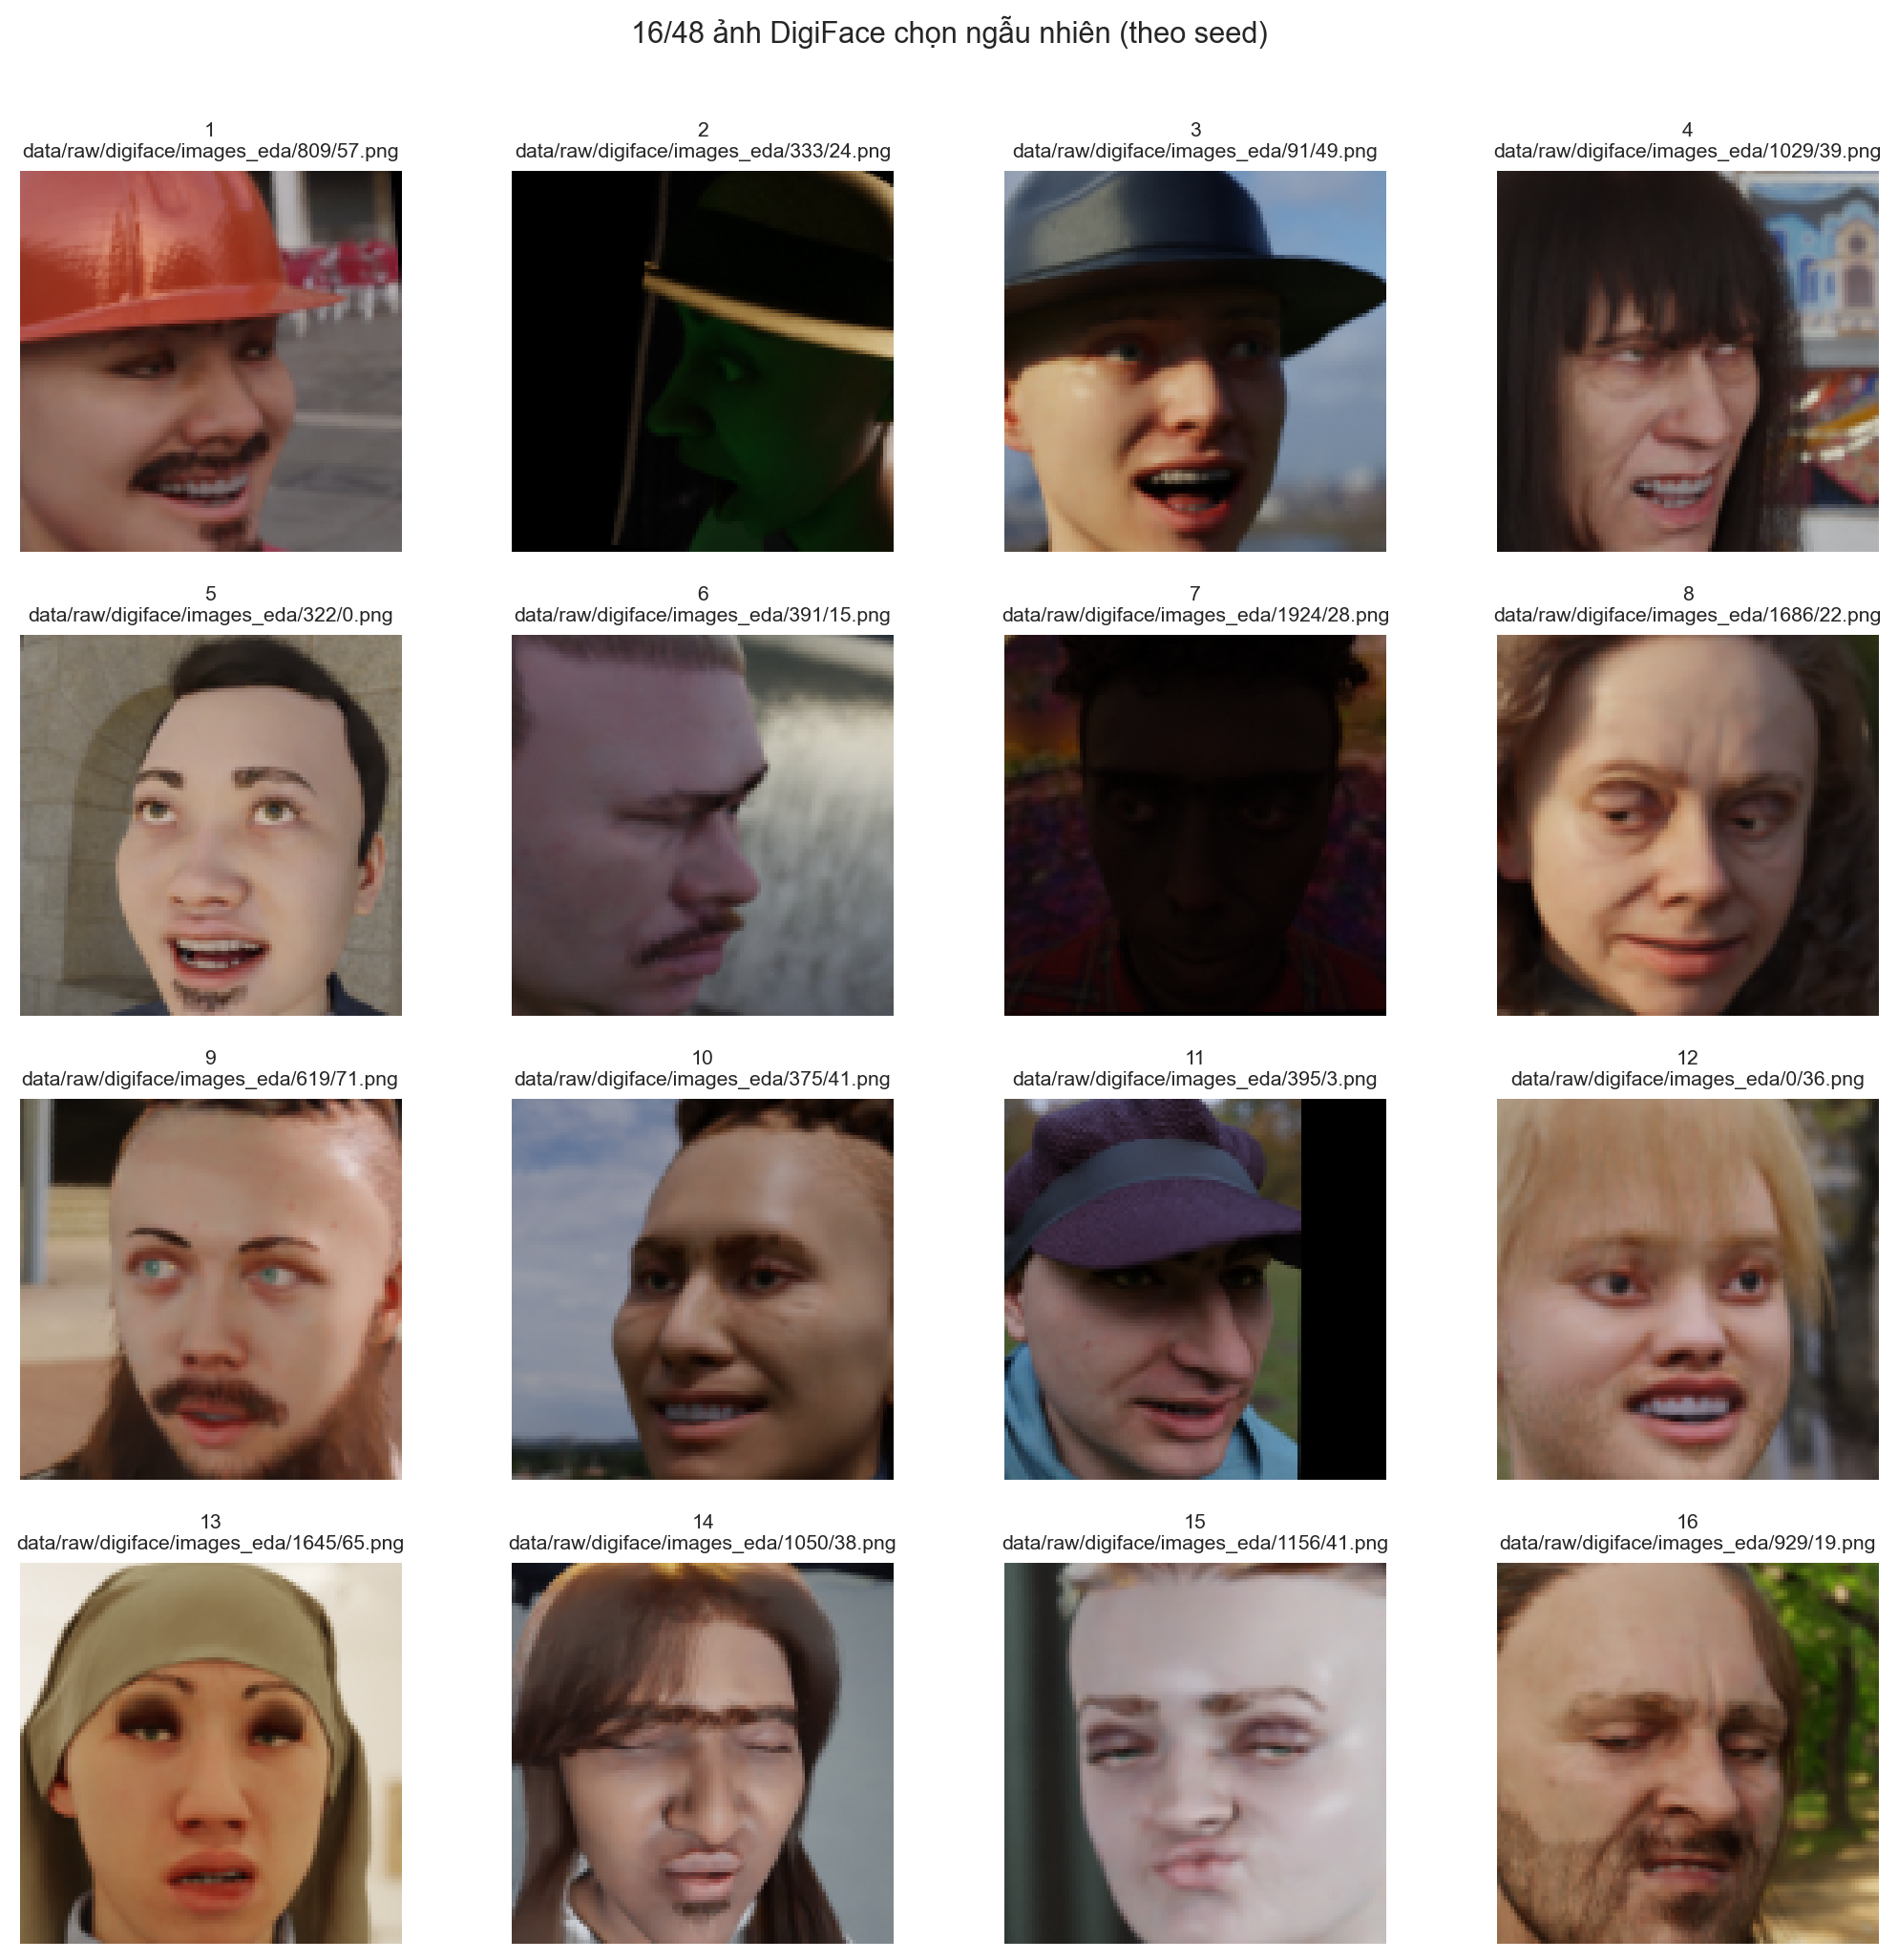 16/48 ảnh DigiFace chọn ngẫu nhiên (theo seed)
1
data/raw/digiface/images_eda/809/57.png
2
data/raw/digiface/images_eda/333/24.png
3
data/raw/digiface/images_eda/91/49.png
4
data/raw/digiface/images_eda/1029/39.png
5
data/raw/digiface/images_eda/322/0.png
6
data/raw/digiface/images_eda/391/15.png
7
data/raw/digiface/images_eda/1924/28.png
8
data/raw/digiface/images_eda/1686/22.png
9
data/raw/digiface/images_eda/619/71.png
10
data/raw/digiface/images_eda/375/41.png
11
data/raw/digiface/images_eda/395/3.png
12
data/raw/digiface/images_eda/0/36.png
13
data/raw/digiface/images_eda/1645/65.png
14
data/raw/digiface/images_eda/1050/38.png
15
data/raw/digiface/images_eda/1156/41.png
16
data/raw/digiface/images_eda/929/19.png